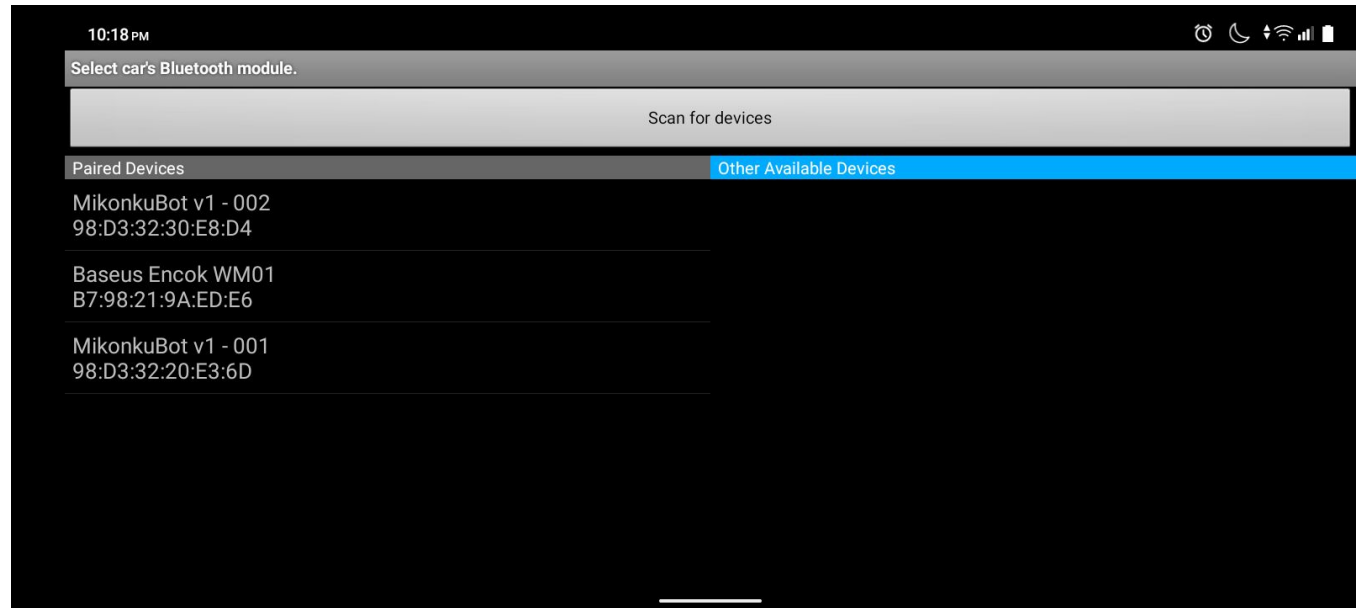 10:18 PM
Select car's Bluetooth module.
Scan for devices
Paired Devices
Other Available Devices
MikonkuBot v1 - 002
98:D3:32:30:E8:D4
Baseus Encok WM01
B7:98:21:9A:ED:E6
MikonkuBot v1 - 001
98:D3:32:20:E3:6D